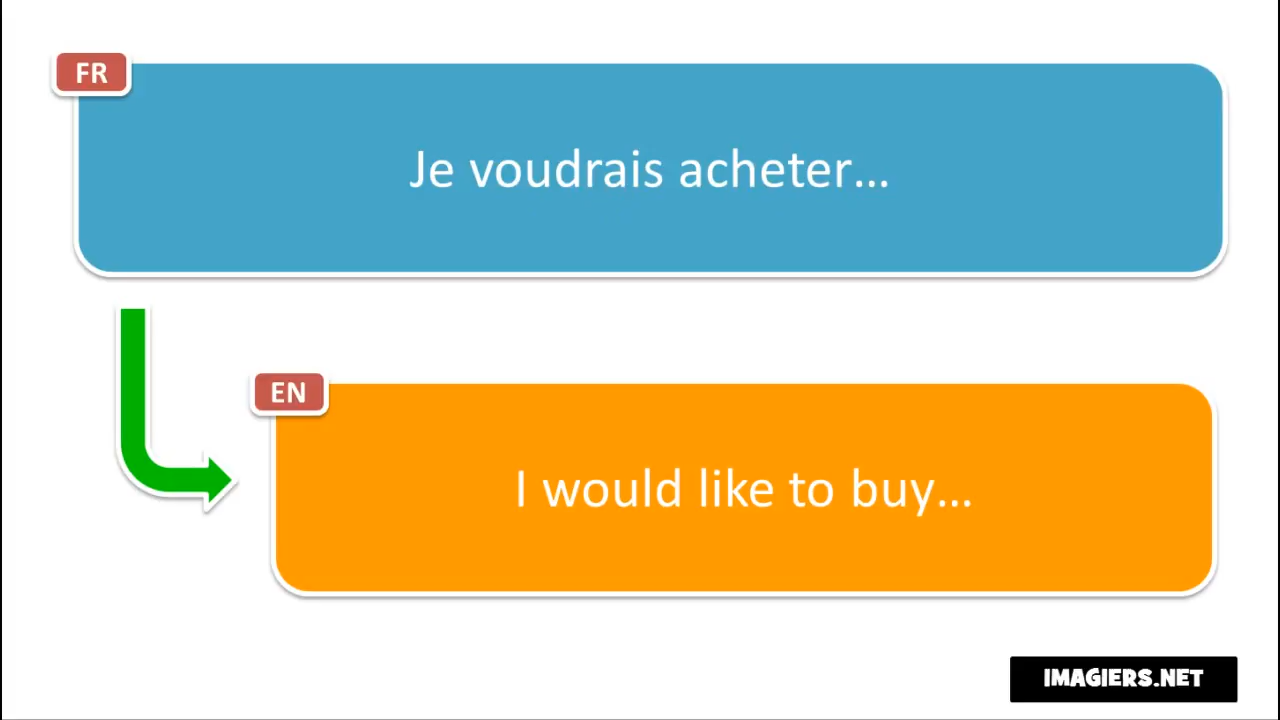 FR
Je voudrais acheter...
EN
I would like to buy...
IMAGIERS.NET